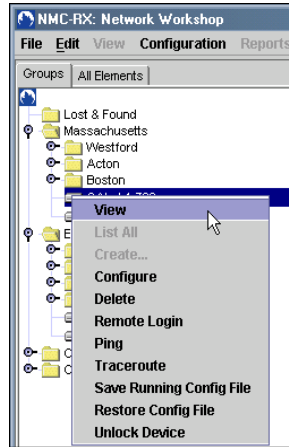 NMC-RX: Network Workshop
File Edit View Configuration Reports
Groups All Elements
Lost & Found
Massachusetts
Westford
Acton
Boston
View
List All
Create...
Configure
Delete
Remote Login
Ping
Traceroute
Save Running Config File
Restore Config File
Unlock Device